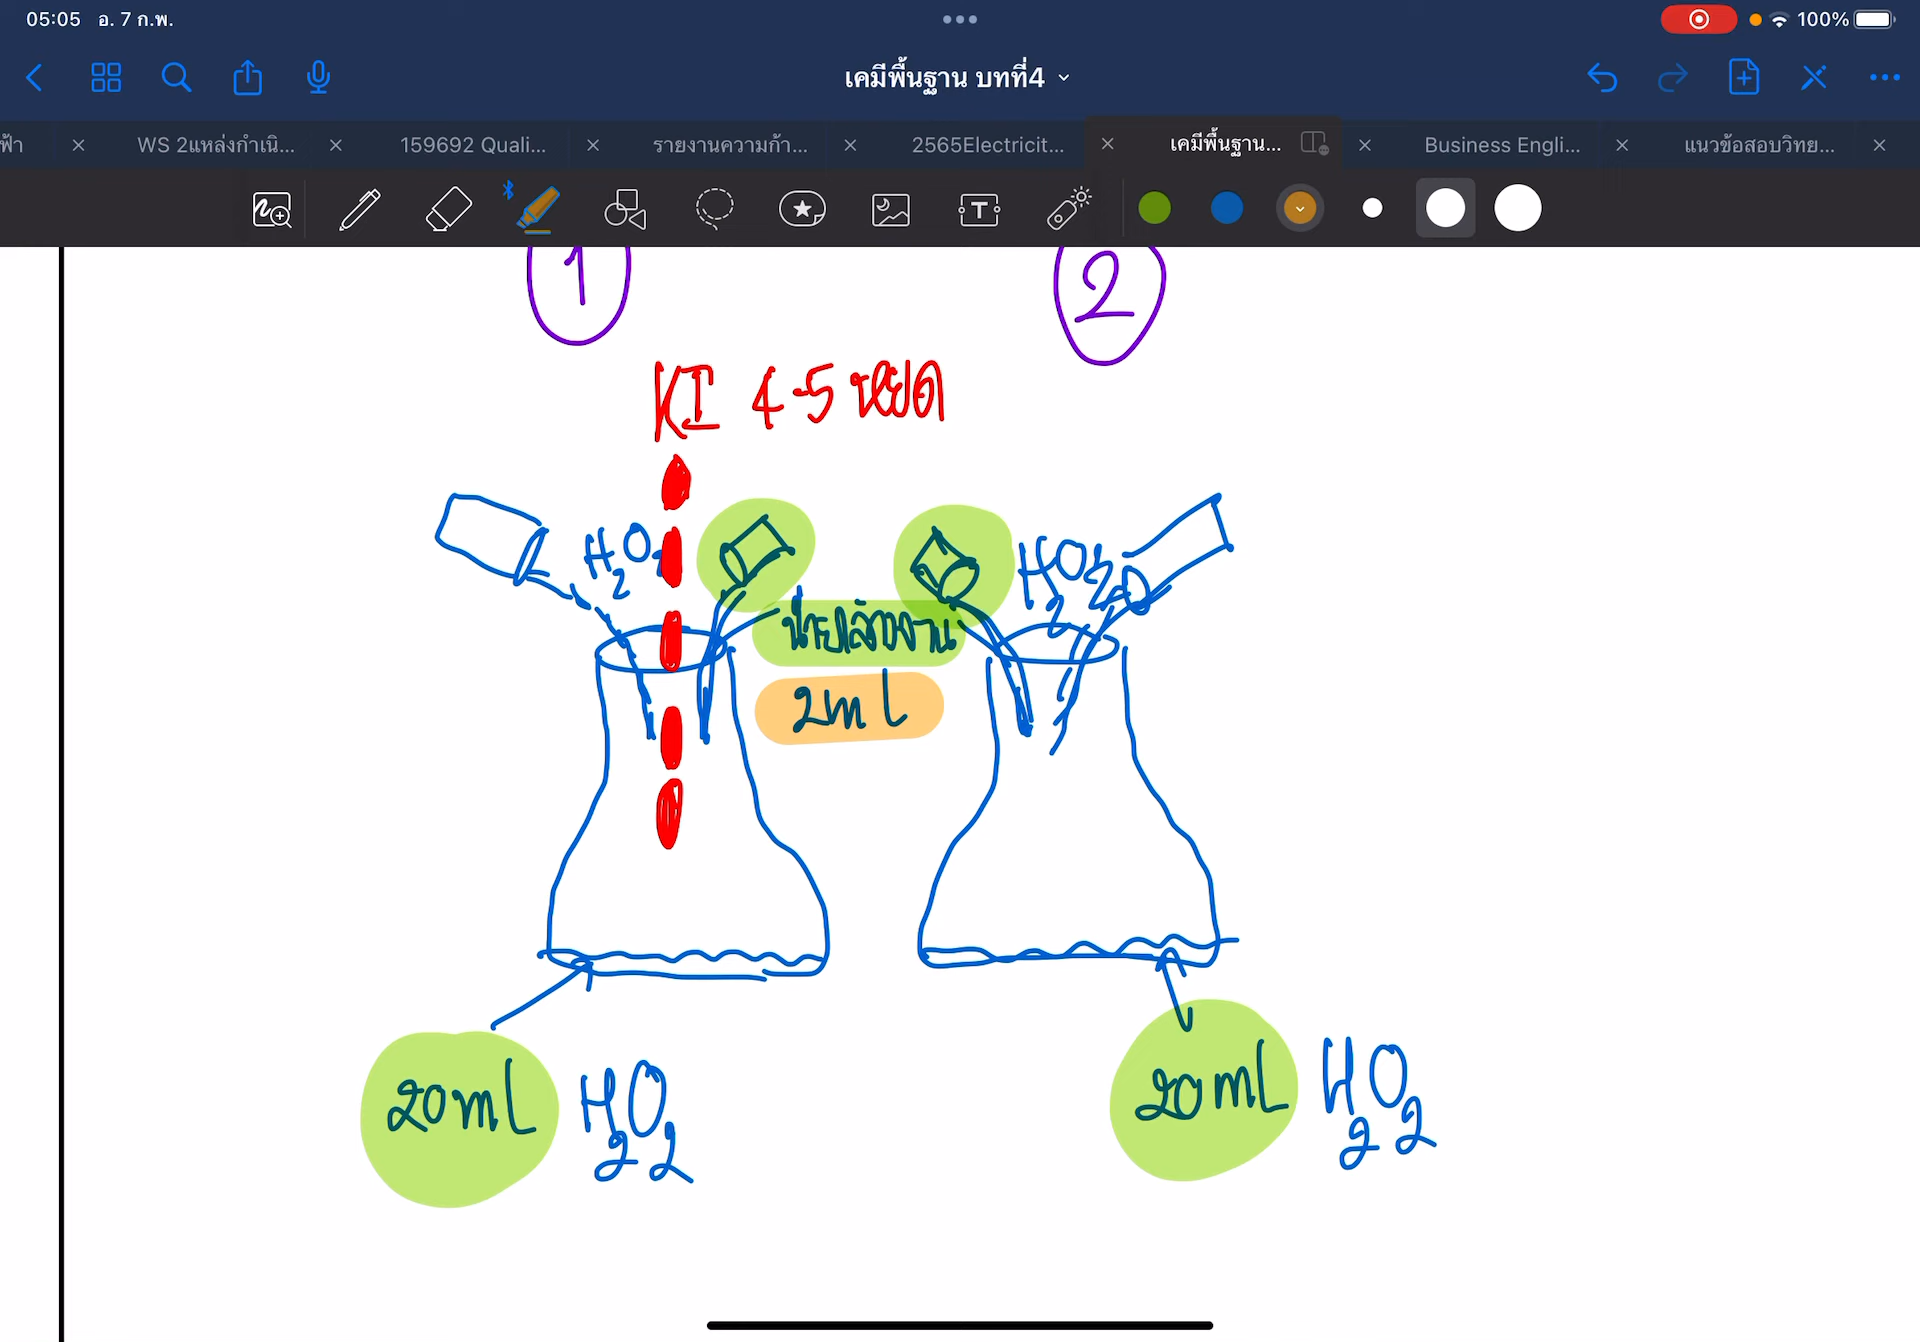 05:05 อ. 7 ก.พ.
100%
เคมีพื้นฐาน บทที่4
ฟ้า
WS 2แหล่งกำเนิ...
159692 Quali...
รายงานความก้า...
2565Electricit...
เคมีพื้นฐาน...
Business Engli...
แนวข้อสอบวิทย...
1
2
KI 4-5 หยด
H2O
H2O2
น้ำยาล้างจาน
2ml
20ml H2O2
20ml H2O2